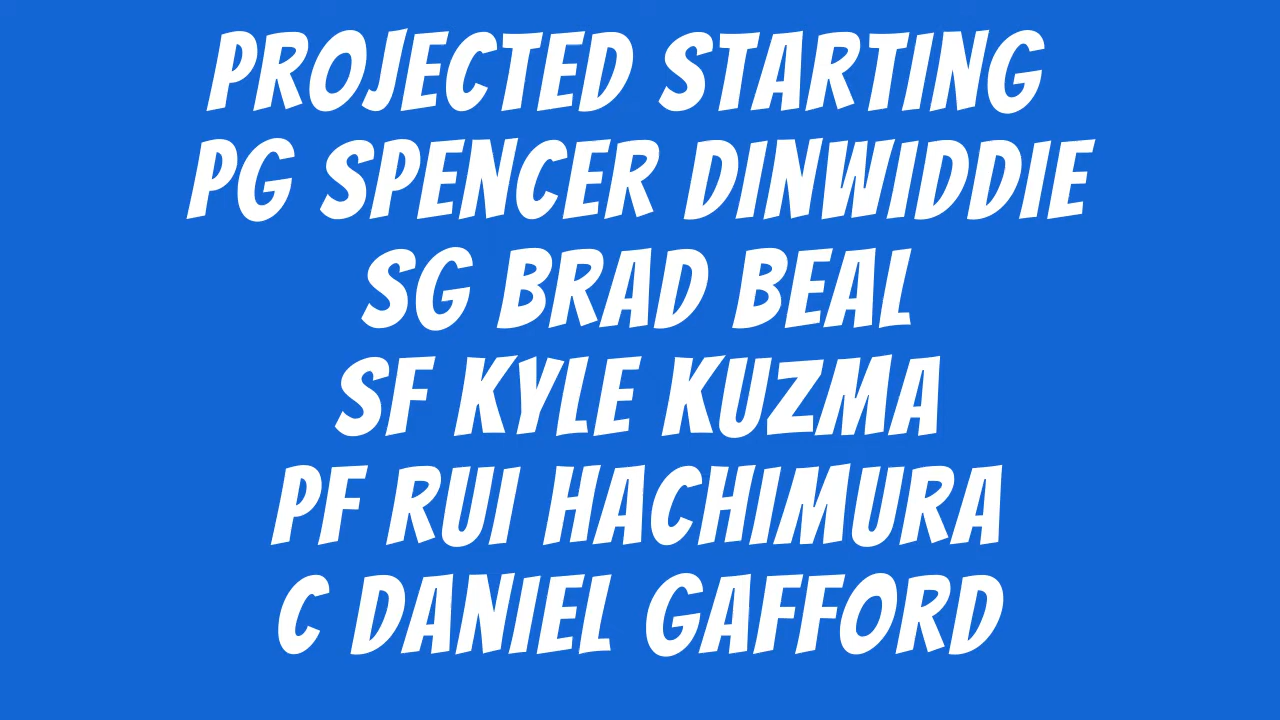 PROJECTED STARTING
PG SPENCER DINWIDDIE
SG BRAD BEAL
SF KYLE KUZMA
PF RUI HACHIMURA
C DANIEL GAFFORD